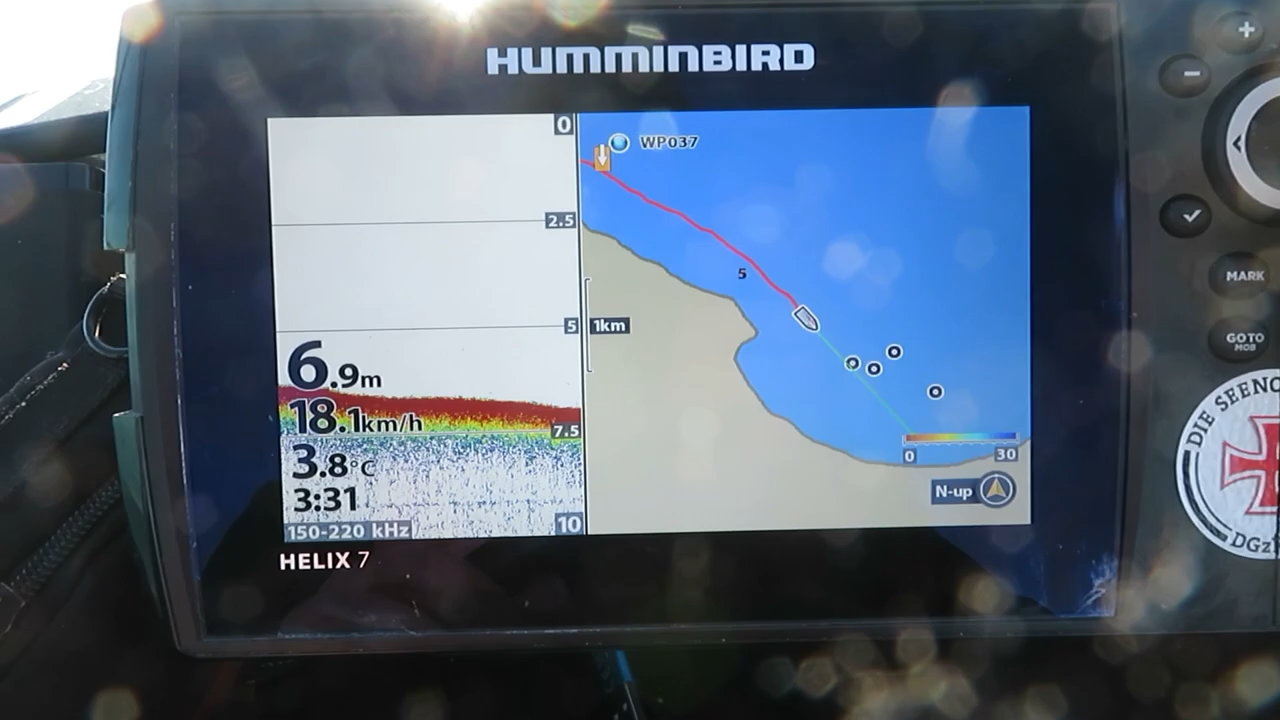 HUMMINBIRD
0
2.5
5
7.5
10
6.9m
18.1km/h
3.8°C
3:31
150-220 kHz
WP037
5
1km
0
30
N-up
HELIX 7
+
-
MARK
GOTO
MOB
DIE SEENO
DGz